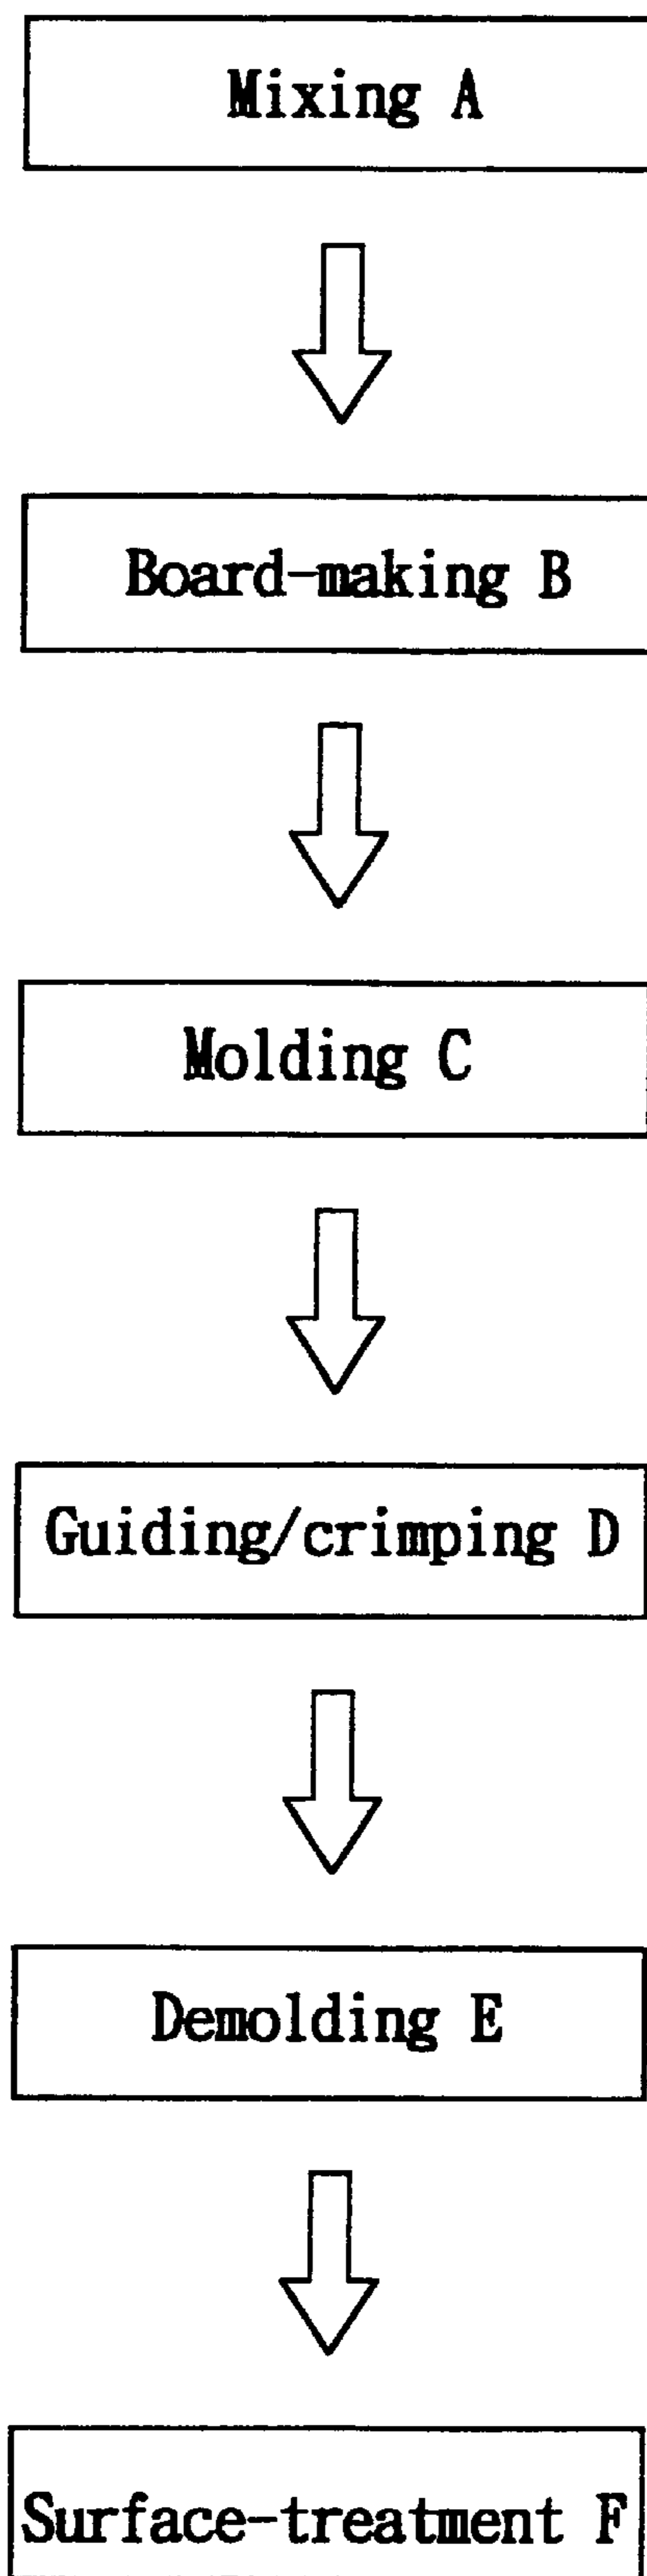 Mixing A
Board-making B
Molding C
Guiding/crimping D
Demolding E
Surface-treatment F